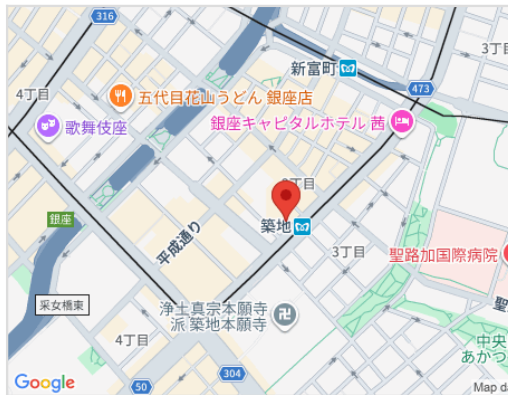 316
3丁目
新富町
4丁目
473
五代目花山うどん 銀座店
銀座キャピタルホテル 茜
歌舞伎座
2丁目
築地
銀座
平成通り
3丁目
聖路加国際病院
采女橋東
浄土真宗本願寺
派 築地本願寺
4丁目
中央
あかつ
304
50
Google
Map da